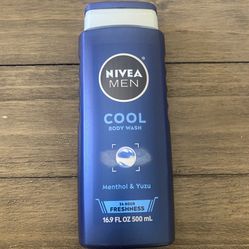 NIVEA
MEN
COOL
BODY WASH
Menthol & Yuzu
24 HOUR
FRESHNESS
16.9 FL OZ 500 mL